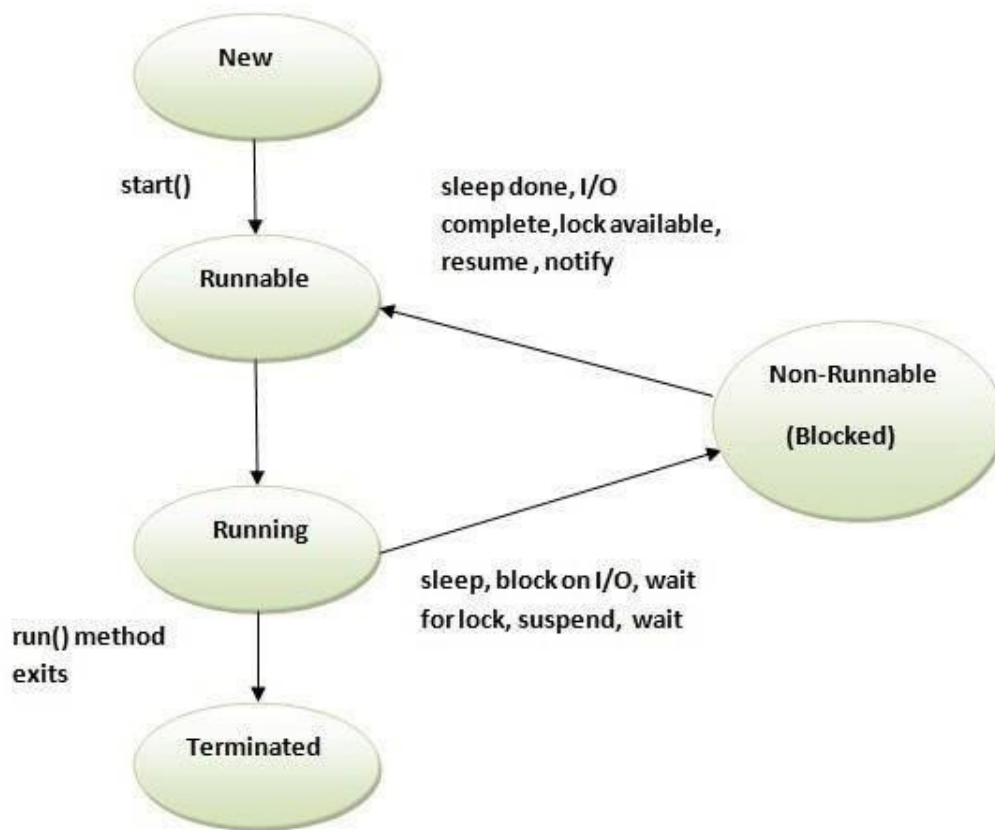 New
start()
sleep done, I/O
complete,lock available,
resume , notify
Runnable
Non-Runnable
(Blocked)
Running
sleep, block on I/O, wait
for lock, suspend, wait
run() method
exits
Terminated